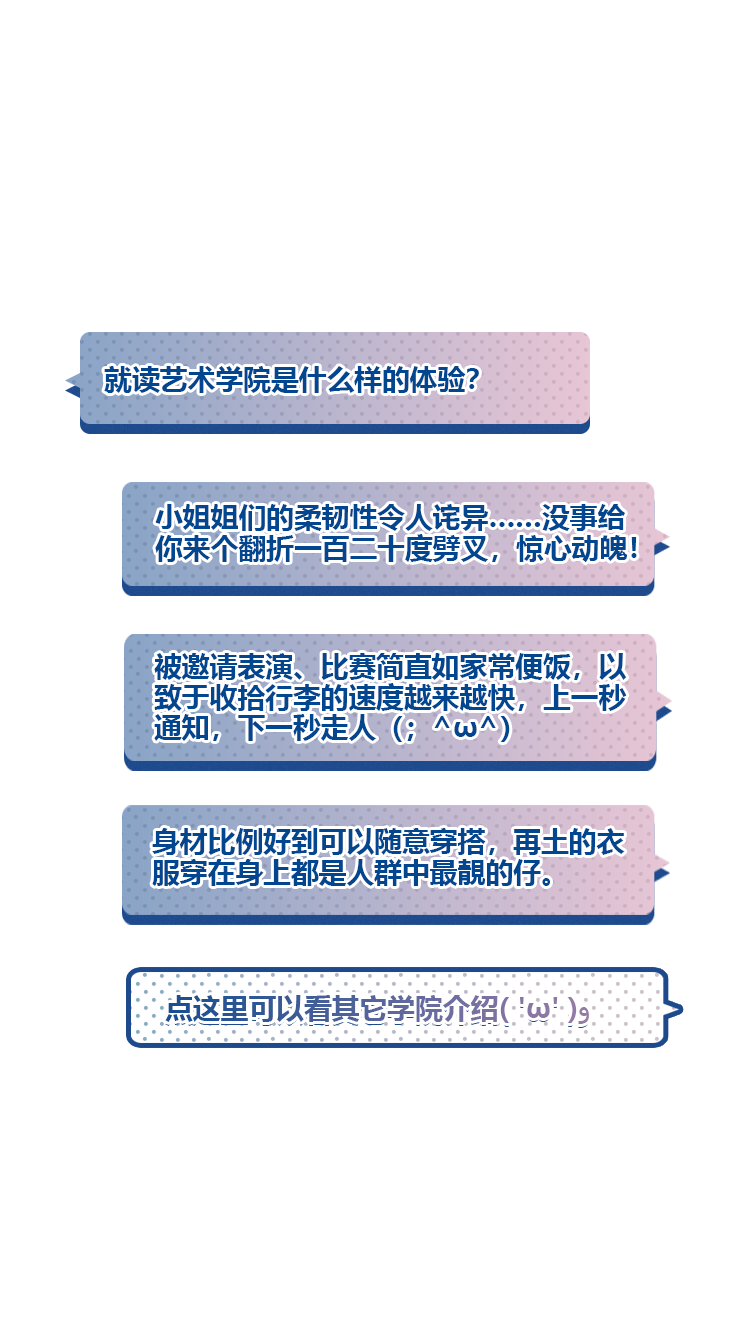 就读艺术学院是什么样的体验？
小姐姐们的柔韧性令人诧异……没事给
你来个翻折一百二十度劈叉，惊心动魄！
被邀请表演、比赛简直如家常便饭，以
致于收拾行李的速度越来越快，上一秒
通知，下一秒走人（；^ω^）
身材比例好到可以随意穿搭，再土的衣
服穿在身上都是人群中最靓的仔。
点这里可以看其它学院介绍( 'ω' )و